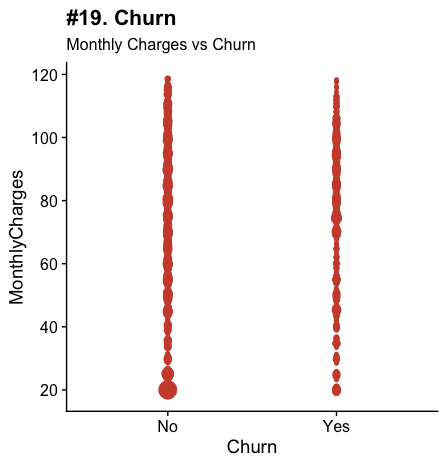 #19. Churn
Monthly Charges vs Churn
MonthlyCharges
120
100
80
60
40
20
No Yes
Churn